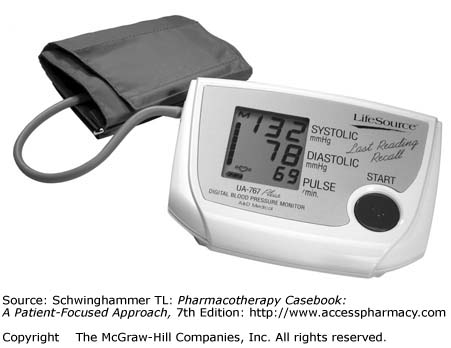 LifeSource®
M 132
SYSTOLIC
mmHg
Last Reading
Recall
78
DIASTOLIC
mmHg
69
PULSE
/min.
START
UA-767 Plus
DIGITAL BLOOD PRESSURE MONITOR
A&D Medical
Source: Schwinghammer TL: Pharmacotherapy Casebook:
A Patient-Focused Approach, 7th Edition: http://www.accesspharmacy.com
Copyright The McGraw-Hill Companies, Inc. All rights reserved.